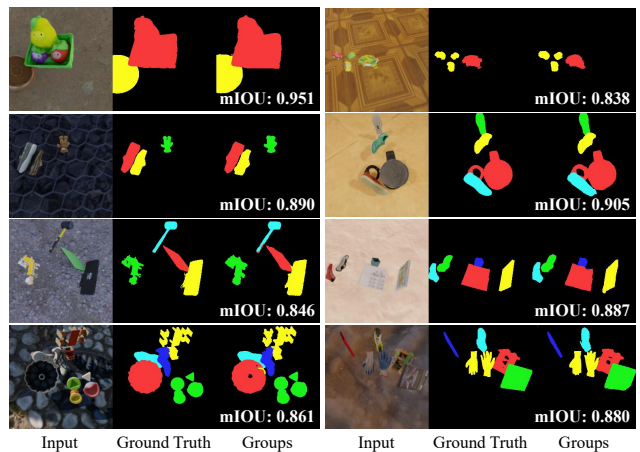 mIOU: 0.951
mIOU: 0.838
mIOU: 0.890
mIOU: 0.905
mIOU: 0.846
mIOU: 0.887
mIOU: 0.861
mIOU: 0.880
Input Ground Truth Groups Input Ground Truth Groups